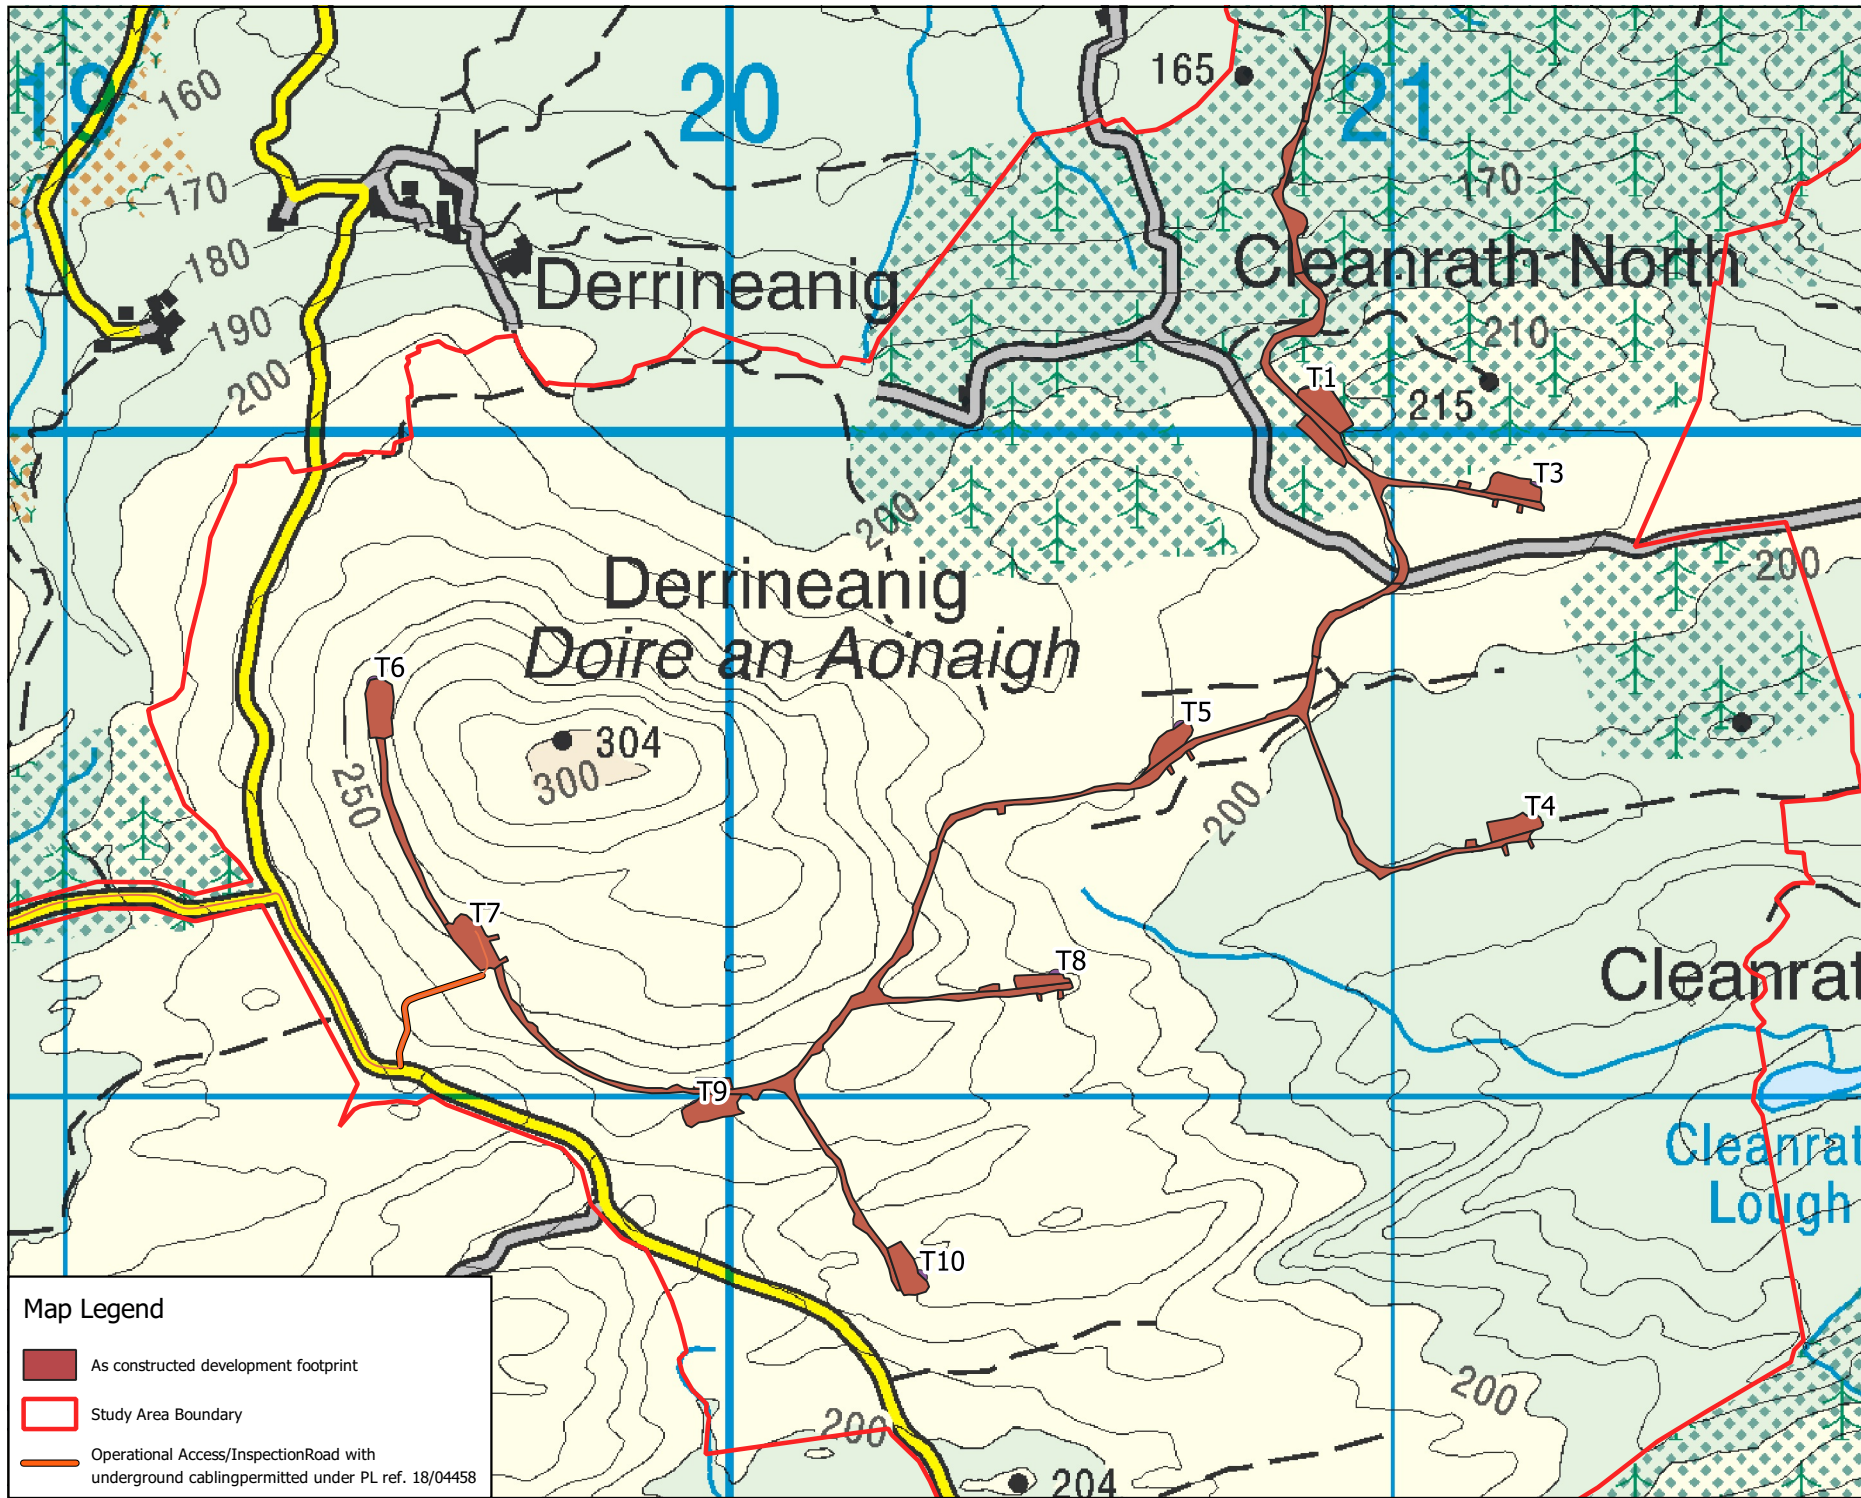 19
20
21
160
165
170
170
180
Cleanrath North
Derrineanig
190
210
200
T1
215
T3
200
Derrineanig
200
Doire an Aonaigh
T6
T5
304
300
250
200
T4
T7
T8
Cleanrat
T9
Cleanrat
Lough
T10
200
200
204
Map Legend
As constructed development footprint
Study Area Boundary
Operational Access/InspectionRoad with
underground cablingpermitted under PL ref. 18/04458